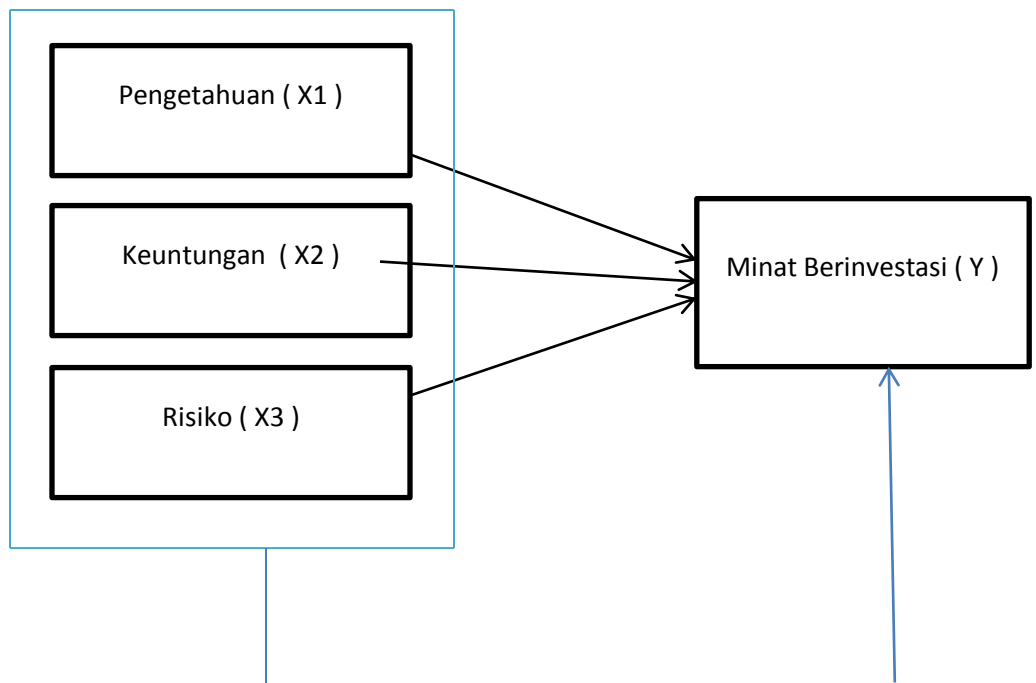 Pengetahuan ( X1 )
Keuntungan ( X2 )
Risiko ( X3 )
Minat Berinvestasi ( Y )